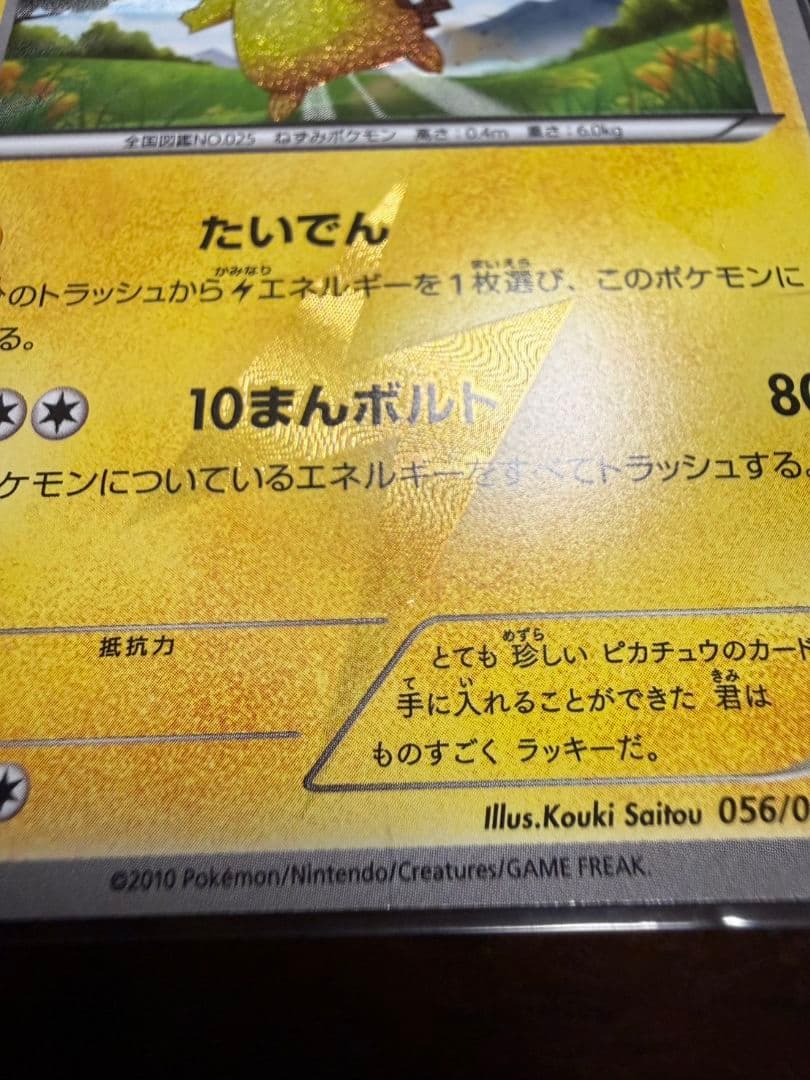 全国図鑑NO.025 ねずみポケモン 高さ:0.4m 重さ:6.0kg
たいでん
のトラッシュからエネルギーを1枚選び、このポケモンに
る。
10まんボルト 80
ケモンについているエネルギーをすべてトラッシュする。
抵抗力
とても 珍しい ピカチュウのカード
手に入れることができた 君は
ものすごく ラッキーだ。
Illus.Kouki Saitou 056/0
©2010 Pokémon/Nintendo/Creatures/GAME FREAK.